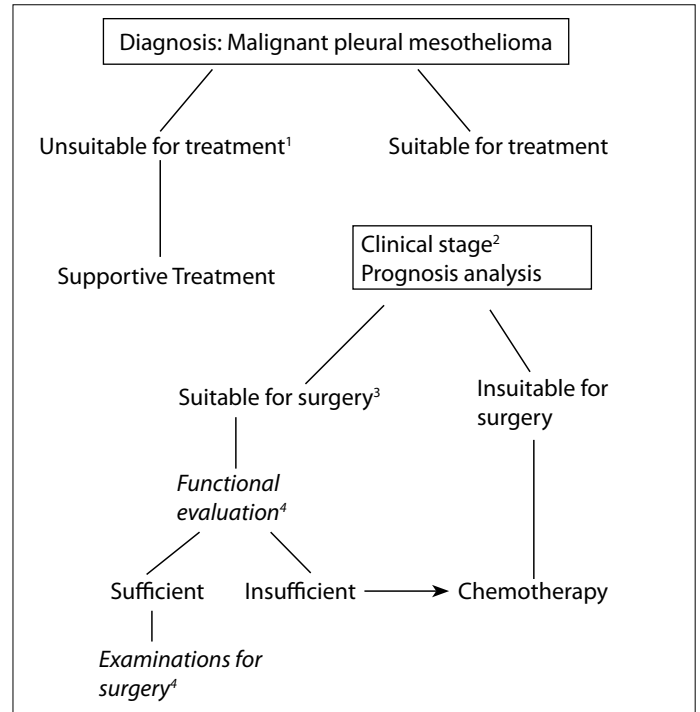 Diagnosis: Malignant pleural mesothelioma
Unsuitable for treatment¹
Suitable for treatment
Supportive Treatment
Clinical stage²
Prognosis analysis
Suitable for surgery³
Insuitable for
surgery
Functional
evaluation⁴
Sufficient
Insufficient
Chemotherapy
Examinations for
surgery⁴